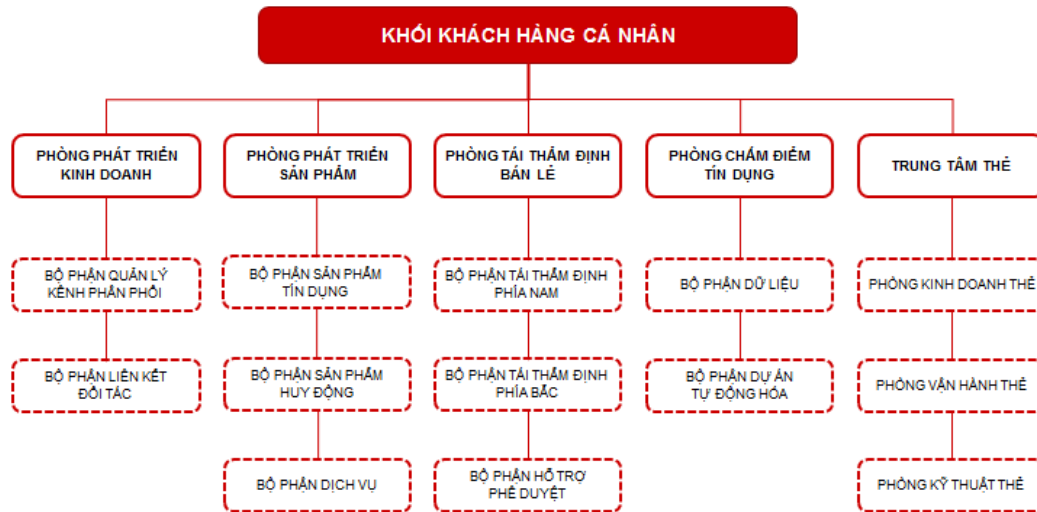 KHỐI KHÁCH HÀNG CÁ NHÂN
PHÒNG PHÁT TRIỂN
KINH DOANH
PHÒNG PHÁT TRIỂN
SẢN PHẨM
PHÒNG TÁI THẨM ĐỊNH
BÁN LẺ
PHÒNG CHẤM ĐIỂM
TÍN DỤNG
TRUNG TÂM THẺ
BỘ PHẬN QUẢN LÝ
KÊNH PHÂN PHỐI
BỘ PHẬN SẢN PHẨM
TÍN DỤNG
BỘ PHẬN TÁI THẨM ĐỊNH
PHÍA NAM
BỘ PHẬN DỮ LIỆU
PHÒNG KINH DOANH THẺ
BỘ PHẬN LIÊN KẾT
ĐỐI TÁC
BỘ PHẬN SẢN PHẨM
HUY ĐỘNG
BỘ PHẬN TÁI THẨM ĐỊNH
PHÍA BẮC
BỘ PHẬN DỰ ÁN
TỰ ĐỘNG HÓA
PHÒNG VẬN HÀNH THẺ
BỘ PHẬN DỊCH VỤ
BỘ PHẬN HỖ TRỢ
PHÊ DUYỆT
PHÒNG KỸ THUẬT THẺ